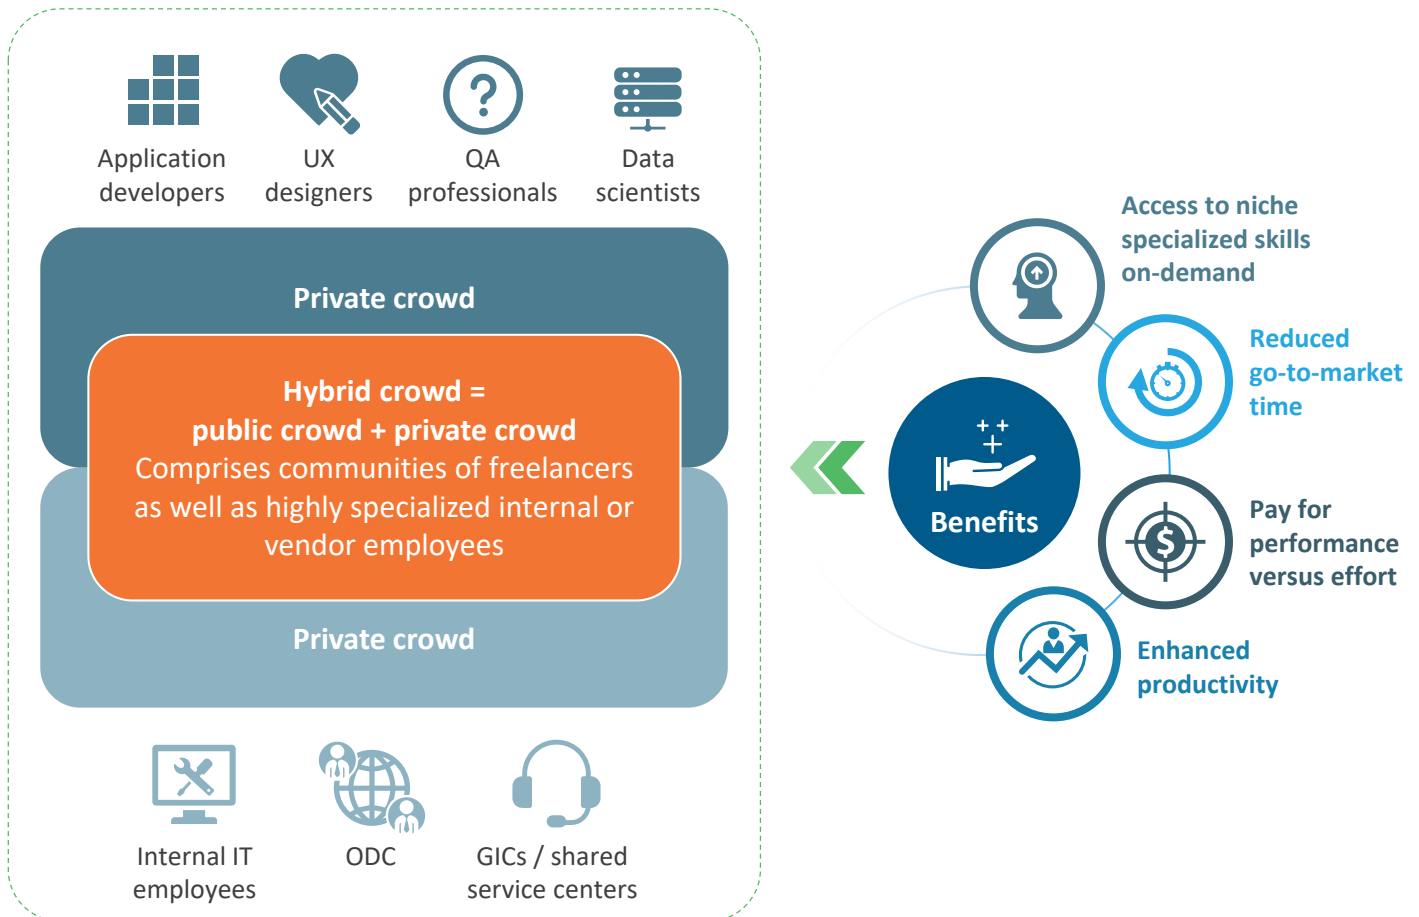 Application
developers
UX
designers
QA
professionals
Data
scientists
Private crowd
Hybrid crowd =
public crowd + private crowd
Comprises communities of freelancers
as well as highly specialized internal or
vendor employees
Private crowd
Internal IT
employees
ODC
GICs / shared
service centers
Benefits
Access to niche
specialized skills
on-demand
Reduced
go-to-market
time
$
Pay for
performance
versus effort
Enhanced
productivity